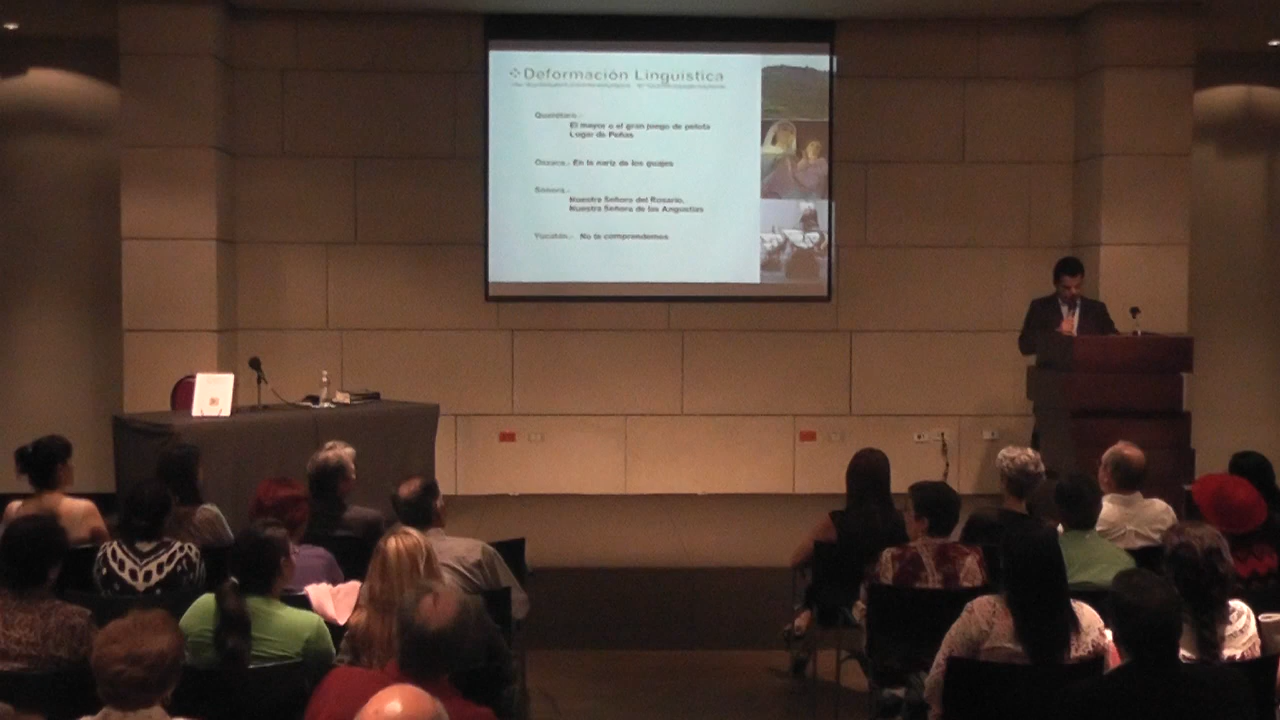 Deformación Linguistica
Querétaro.-
El mayor o el gran juego de pelota
Lugar de Peñas
Oaxaca.- En la nariz de los guajes
Sonora.-
Nuestra Señora del Rosario,
Nuestra Señora de las Angustias
Yucatán.- No te comprendemos